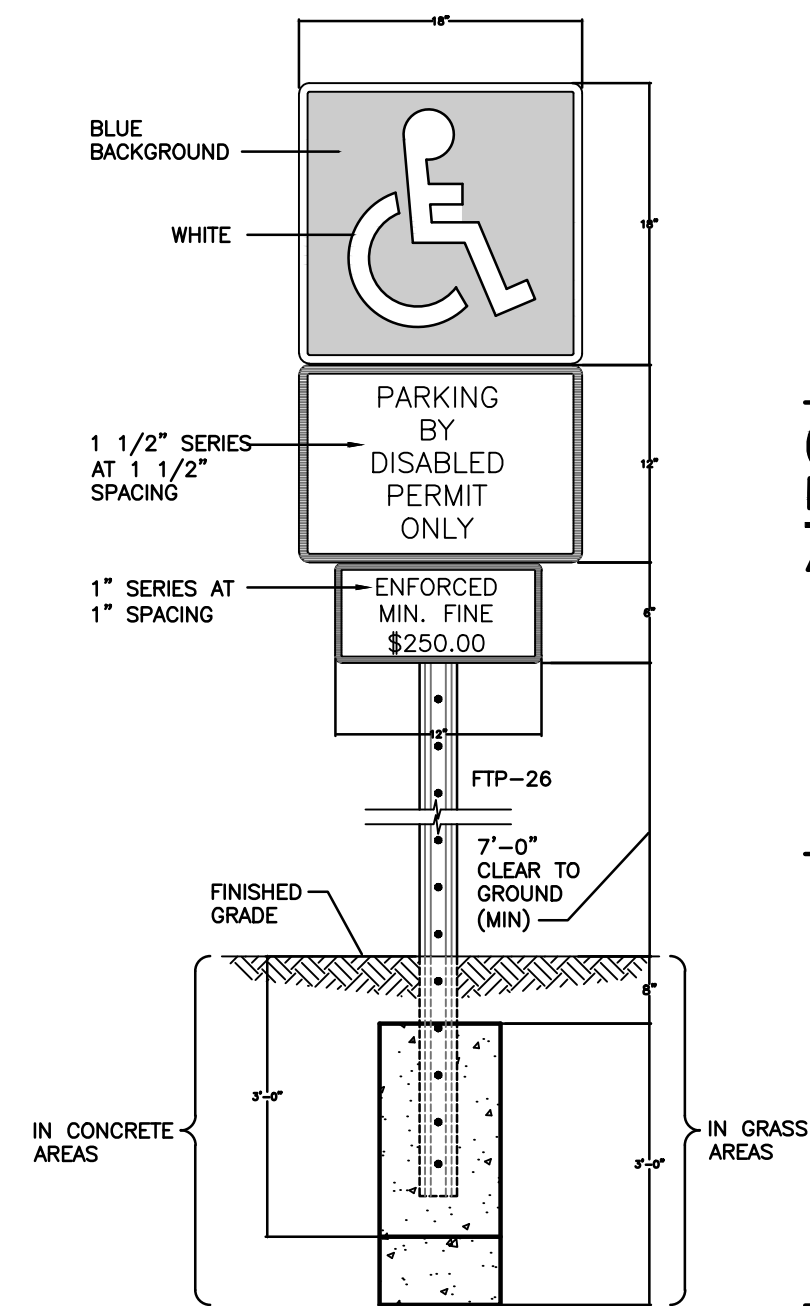 18"
BLUE
BACKGROUND
WHITE
18"
PARKING
BY
DISABLED
PERMIT
ONLY
1 1/2" SERIES
AT 1 1/2"
SPACING
12"
1" SERIES AT
1" SPACING
ENFORCED
MIN. FINE
$250.00
6"
12"
FTP-26
7'-0"
CLEAR TO
GROUND
(MIN)
FINISHED
GRADE
8"
3'-0"
IN CONCRETE
AREAS
IN GRASS
AREAS
3'-0"